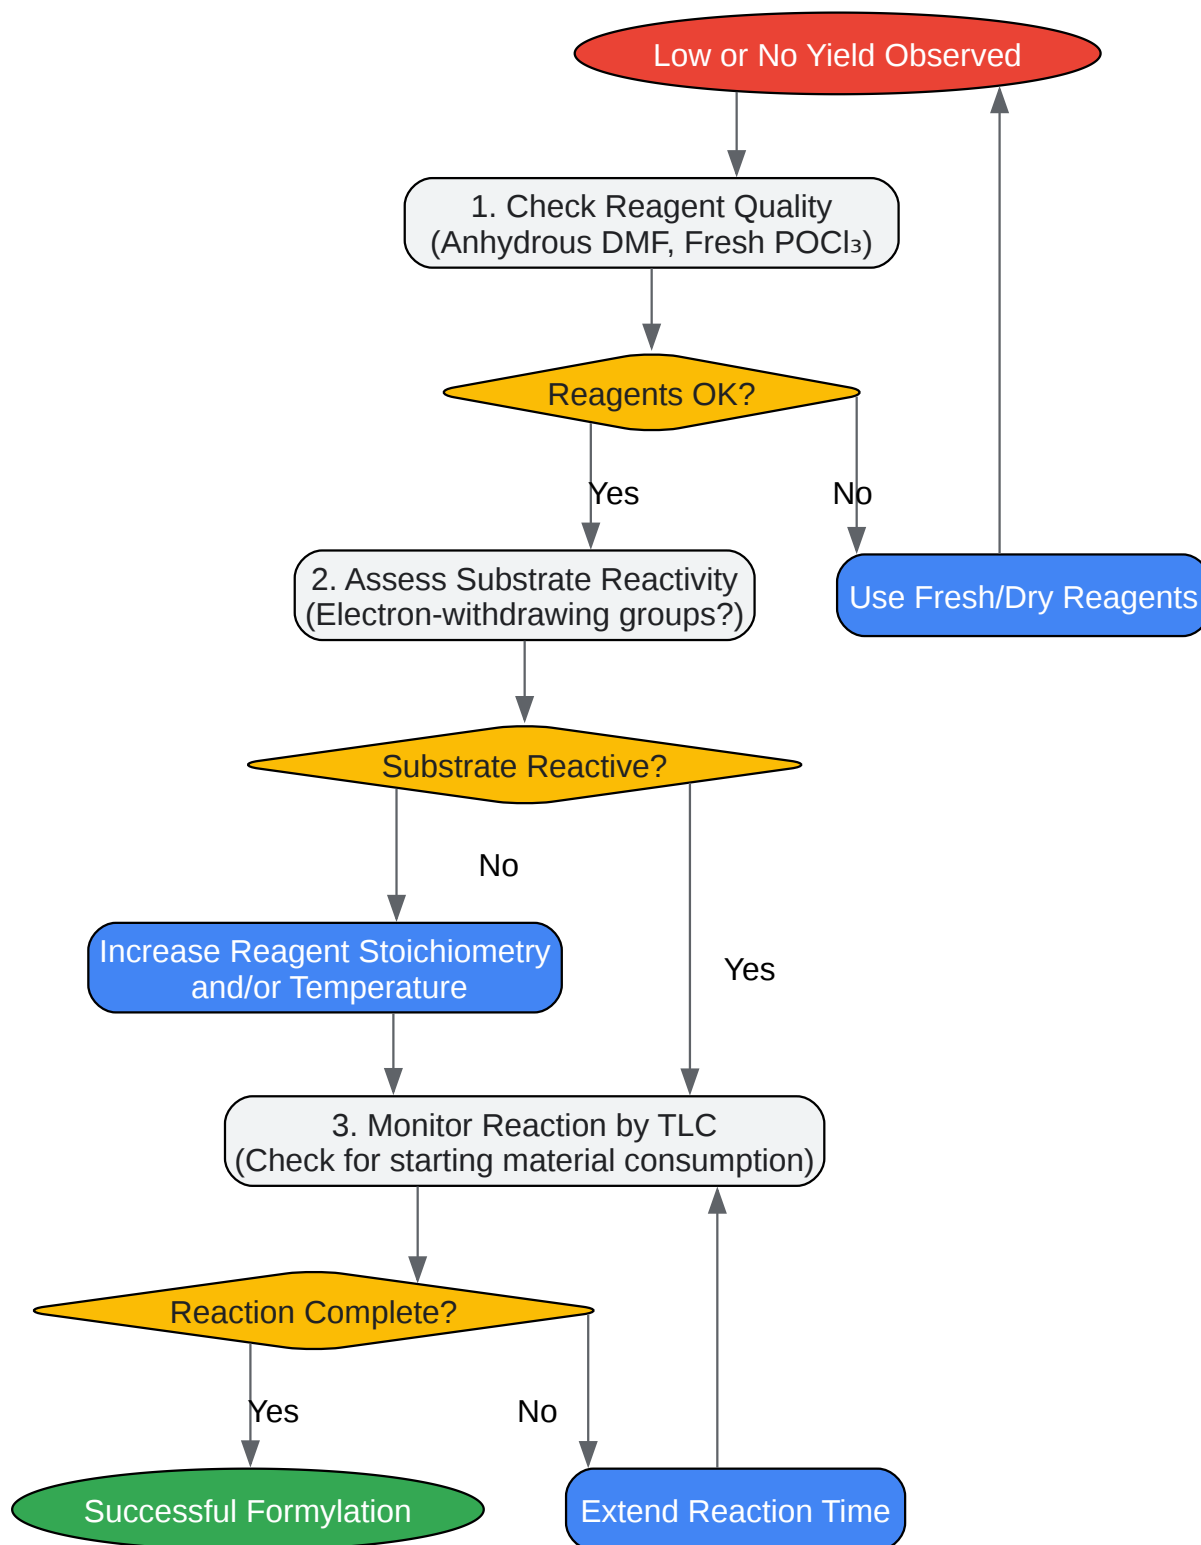 Low or No Yield Observed
1. Check Reagent Quality
(Anhydrous DMF, Fresh POCl₃)
Reagents OK?
Yes
No
2. Assess Substrate Reactivity
(Electron-withdrawing groups?)
Use Fresh/Dry Reagents
Substrate Reactive?
No
Increase Reagent Stoichiometry
and/or Temperature
Yes
3. Monitor Reaction by TLC
(Check for starting material consumption)
Reaction Complete?
Yes
No
Successful Formylation
Extend Reaction Time